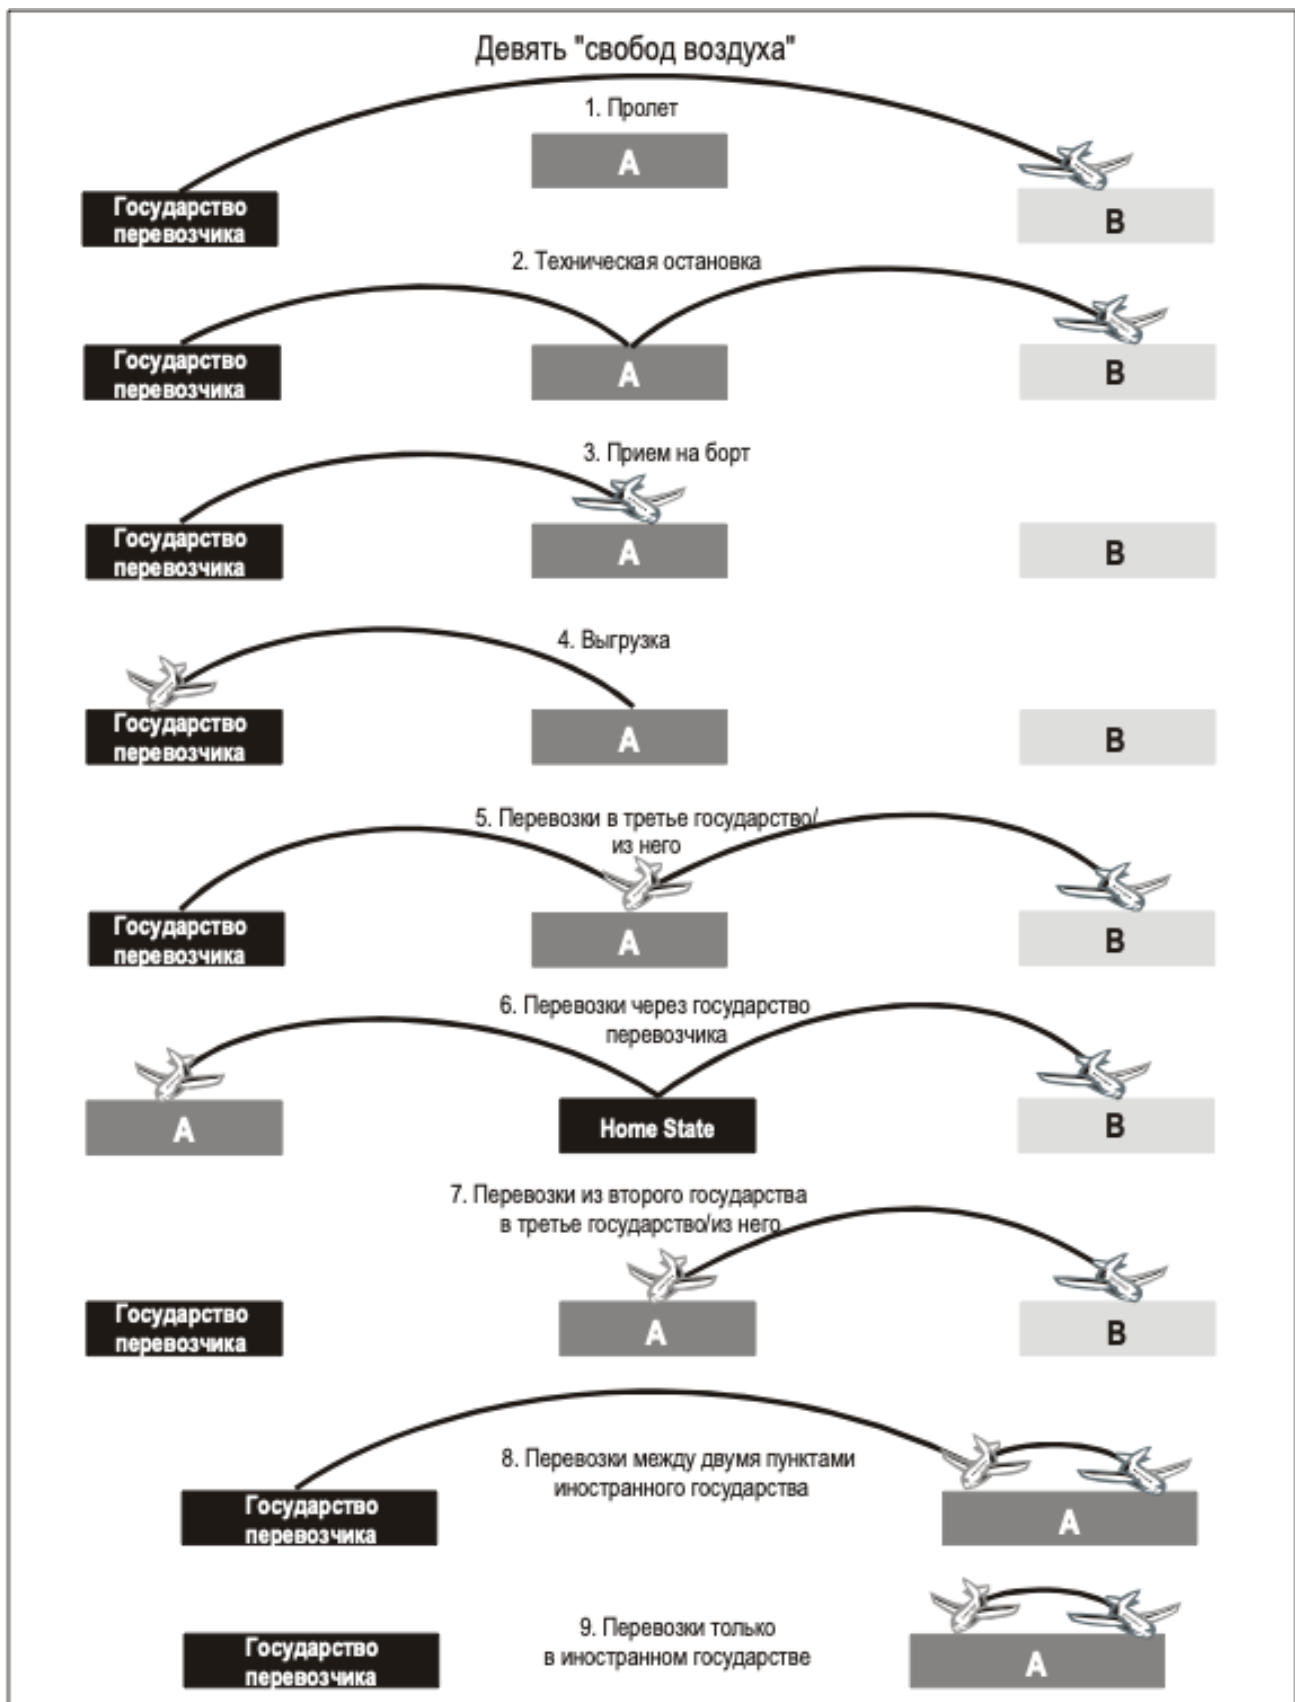 Девять "свобод воздуха"
1. Пролет
A
Государство
перевозчика
B
2. Техническая остановка
Государство
перевозчика
A
B
3. Прием на борт
Государство
перевозчика
A
B
4. Выгрузка
Государство
перевозчика
A
B
5. Перевозки в третье государство/
из него
Государство
перевозчика
A
B
6. Перевозки через государство
перевозчика
A
Home State
B
7. Перевозки из второго государства
в третье государство/из него
Государство
перевозчика
A
B
8. Перевозки между двумя пунктами
иностранного государства
Государство
перевозчика
A
9. Перевозки только
в иностранном государстве
Государство
перевозчика
A